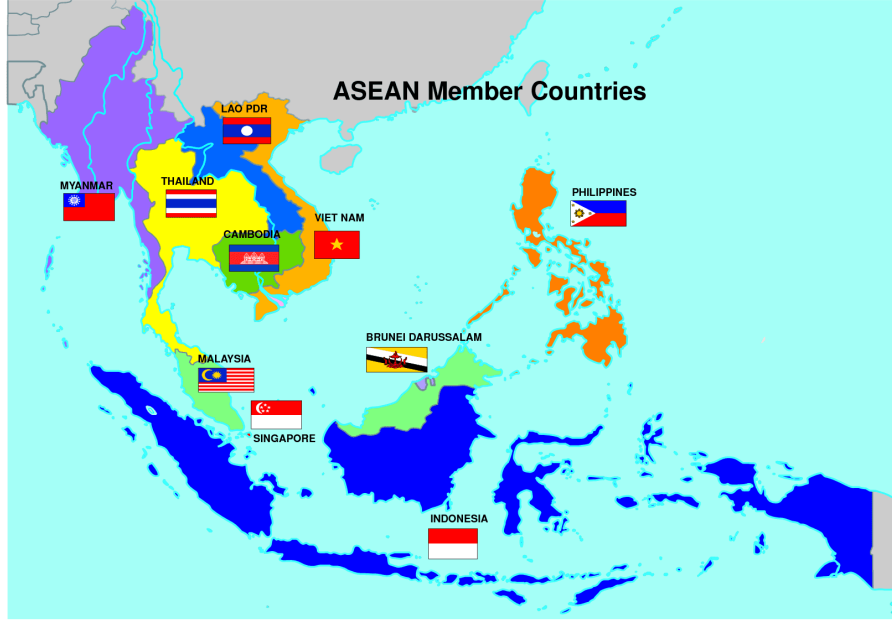 ASEAN Member Countries
LAO PDR
MYANMAR
THAILAND
PHILIPPINES
VIET NAM
CAMBODIA
BRUNEI DARUSSALAM
MALAYSIA
SINGAPORE
INDONESIA